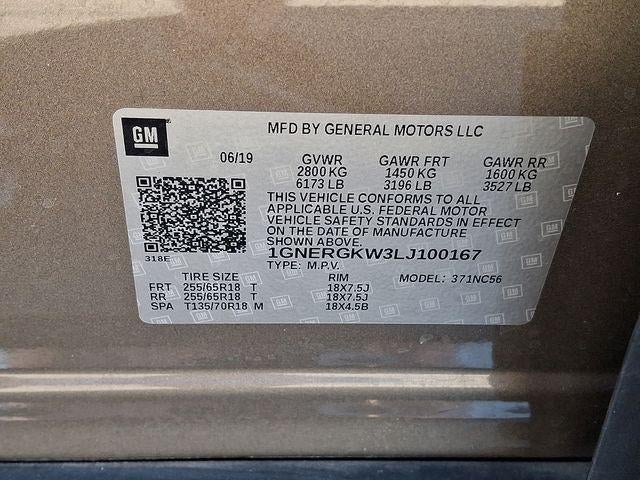 GM
MFD BY GENERAL MOTORS LLC
06/19 GVWR GAWR FRT GAWR RR
2800 KG 1450 KG 1600 KG
6173 LB 3196 LB 3527 LB
THIS VEHICLE CONFORMS TO ALL
APPLICABLE U.S. FEDERAL MOTOR
VEHICLE SAFETY STANDARDS IN EFFECT
ON THE DATE OF MANUFACTURE
SHOWN ABOVE.
318E 1GNERGKW3LJ100167
TYPE: M.P.V. MODEL: 371NC56
TIRE SIZE RIM
FRT 255/65R18 T 18X7.5J
RR 255/65R18 T 18X7.5J
SPA T135/70R18 M 18X4.5B